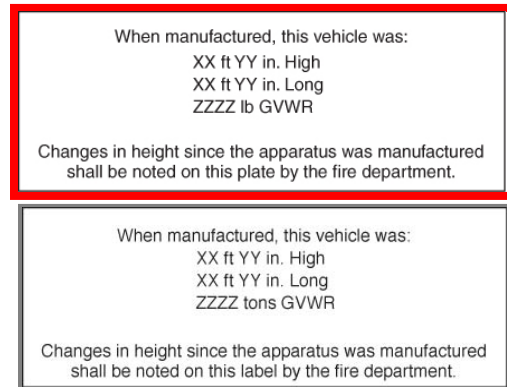 When manufactured, this vehicle was:
XX ft YY in. High
XX ft YY in. Long
ZZZZ lb GVWR
Changes in height since the apparatus was manufactured
shall be noted on this plate by the fire department.
When manufactured, this vehicle was:
XX ft YY in. High
XX ft YY in. Long
ZZZZ tons GVWR
Changes in height since the apparatus was manufactured
shall be noted on this label by the fire department.